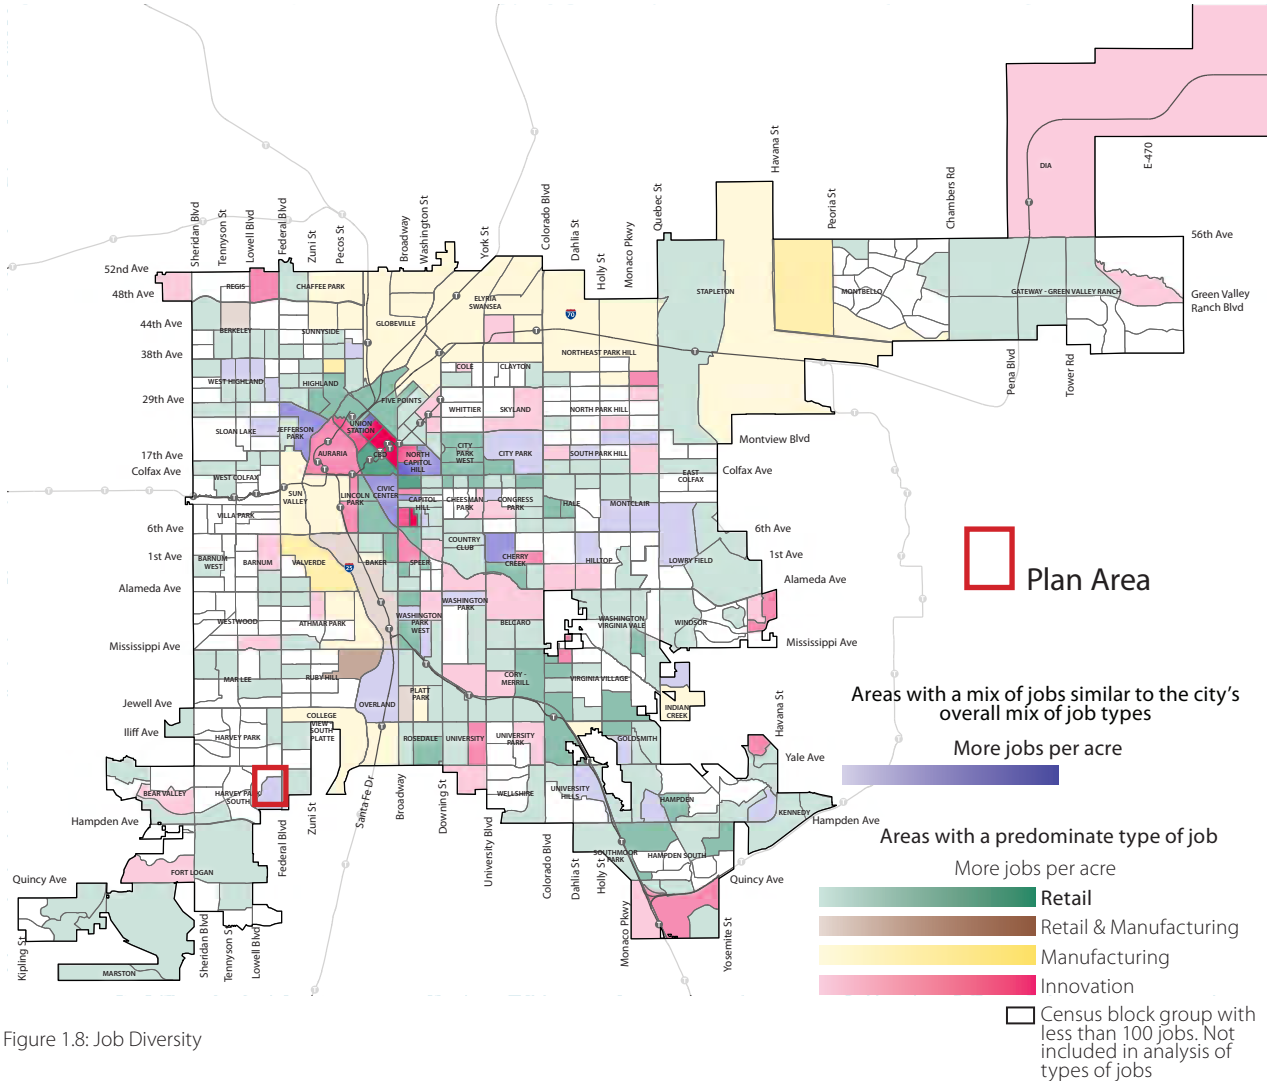 Sheridan Blvd
Tennyson St
Lowell Blvd
Federal Blvd
Zuni St
Pecos St
Broadway
Washington St
York St
Colorado Blvd
Dahlia St
Holly St
Monaco Pkwy
Quebec St
Havana St
Peoria St
Chambers Rd
E-470
DIA
56th Ave
52nd Ave
48th Ave
44th Ave
38th Ave
29th Ave
17th Ave
Colfax Ave
6th Ave
1st Ave
Alameda Ave
Mississippi Ave
Jewell Ave
Iliff Ave
Hampden Ave
Quincy Ave
Green Valley
Ranch Blvd
Pena Blvd
Tower Rd
Montview Blvd
Colfax Ave
6th Ave
1st Ave
Alameda Ave
Mississippi Ave
Havana St
Yale Ave
Hampden Ave
Quincy Ave
REGIS
CHAFFEE PARK
GLOBEVILLE
ELYRIA
SWANSEA
70
STAPLETON
MONTBELLO
GATEWAY - GREEN VALLEY RANCH
BERKELEY
SUNNYSIDE
NORTHEAST PARK HILL
WEST HIGHLAND
HIGHLAND
COLE
CLAYTON
FIVE POINTS
WHITTIER
SKYLAND
NORTH PARK HILL
SLOAN LAKE
JEFFERSON
PARK
UNION
STATION
AURARIA
CBD
NORTH
CAPITOL
HILL
CITY
PARK
WEST
CITY PARK
SOUTH PARK HILL
EAST
COLFAX
WEST COLFAX
SUN
VALLEY
LINCOLN
PARK
CIVIC
CENTER
CAPITOL
HILL
CHEESMAN
PARK
CONGRESS
PARK
HALE
MONTCLAIR
VILLA PARK
BARNUM
WEST
BARNUM
VALVERDE
25
BAKER
SPEER
COUNTRY
CLUB
CHERRY
CREEK
HILLTOP
LOWRY FIELD
WESTWOOD
ATHMAR PARK
WASHINGTON
PARK
WEST
WASHINGTON
PARK
BELCARO
WASHINGTON
VIRGINIA VALE
WINDSOR
MAR LEE
RUBY HILL
OVERLAND
PLATT
PARK
CORY -
MERRILL
VIRGINIA VILLAGE
INDIAN
CREEK
HARVEY PARK
COLLEGE
VIEW
SOUTH
PLATTE
ROSEDALE
UNIVERSITY
UNIVERSITY
PARK
GOLDSMITH
BEAR VALLEY
HARVEY PARK
SOUTH
WELLSHIRE
UNIVERSITY
HILLS
HAMPDEN
KENNEDY
SOUTHMOOR
PARK
HAMPDEN SOUTH
FORT LOGAN
MARSTON
Kipling St
Sheridan Blvd
Tennyson St
Lowell Blvd
Federal Blvd
Zuni St
Santa Fe Dr
Broadway
Downing St
University Blvd
Colorado Blvd
Dahlia St
Holly St
Monaco Pkwy
Yosemite St
Plan Area
Areas with a mix of jobs similar to the city's
overall mix of job types
More jobs per acre
Areas with a predominate type of job
More jobs per acre
Retail
Retail & Manufacturing
Manufacturing
Innovation
Census block group with
less than 100 jobs. Not
included in analysis of
types of jobs
Figure 1.8: Job Diversity